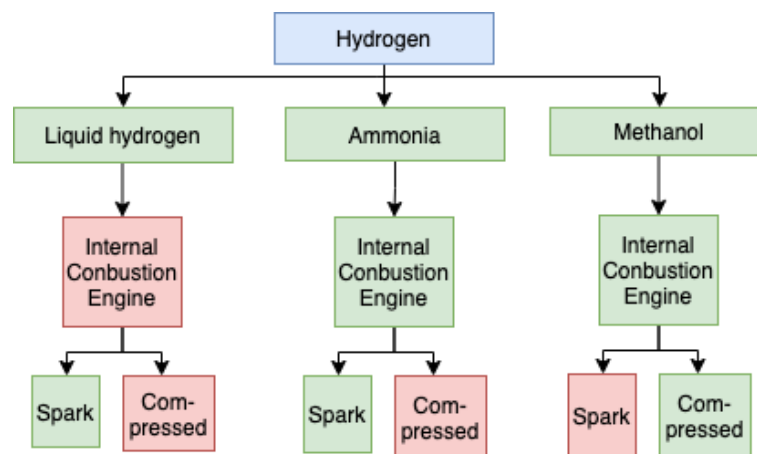 Hydrogen
Liquid hydrogen
Ammonia
Methanol
Internal
Conbustion
Engine
Internal
Conbustion
Engine
Internal
Conbustion
Engine
Spark
Com-
pressed
Spark
Com-
pressed
Spark
Com-
pressed